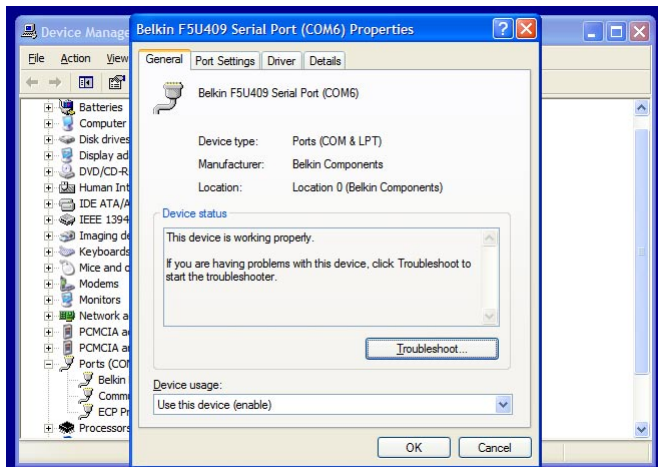 Device Manage
Belkin F5U409 Serial Port (COM6) Properties
File Action View
General Port Settings Driver Details
Belkin F5U409 Serial Port (COM6)
Device type: Ports (COM & LPT)
Manufacturer: Belkin Components
Location: Location 0 (Belkin Components)
Device status
This device is working properly.
If you are having problems with this device, click Troubleshoot to
start the troubleshooter.
Troubleshoot...
Device usage:
Use this device (enable)
OK Cancel
Batteries
Computer
Disk drives
Display ad
DVD/CD-R
Human Int
IDE ATA/A
IEEE 1394
Imaging de
Keyboards
Mice and o
Modems
Monitors
Network a
PCMCIA a
PCMCIA a
Ports (CO
Belkin
Commu
ECP Pr
Processors